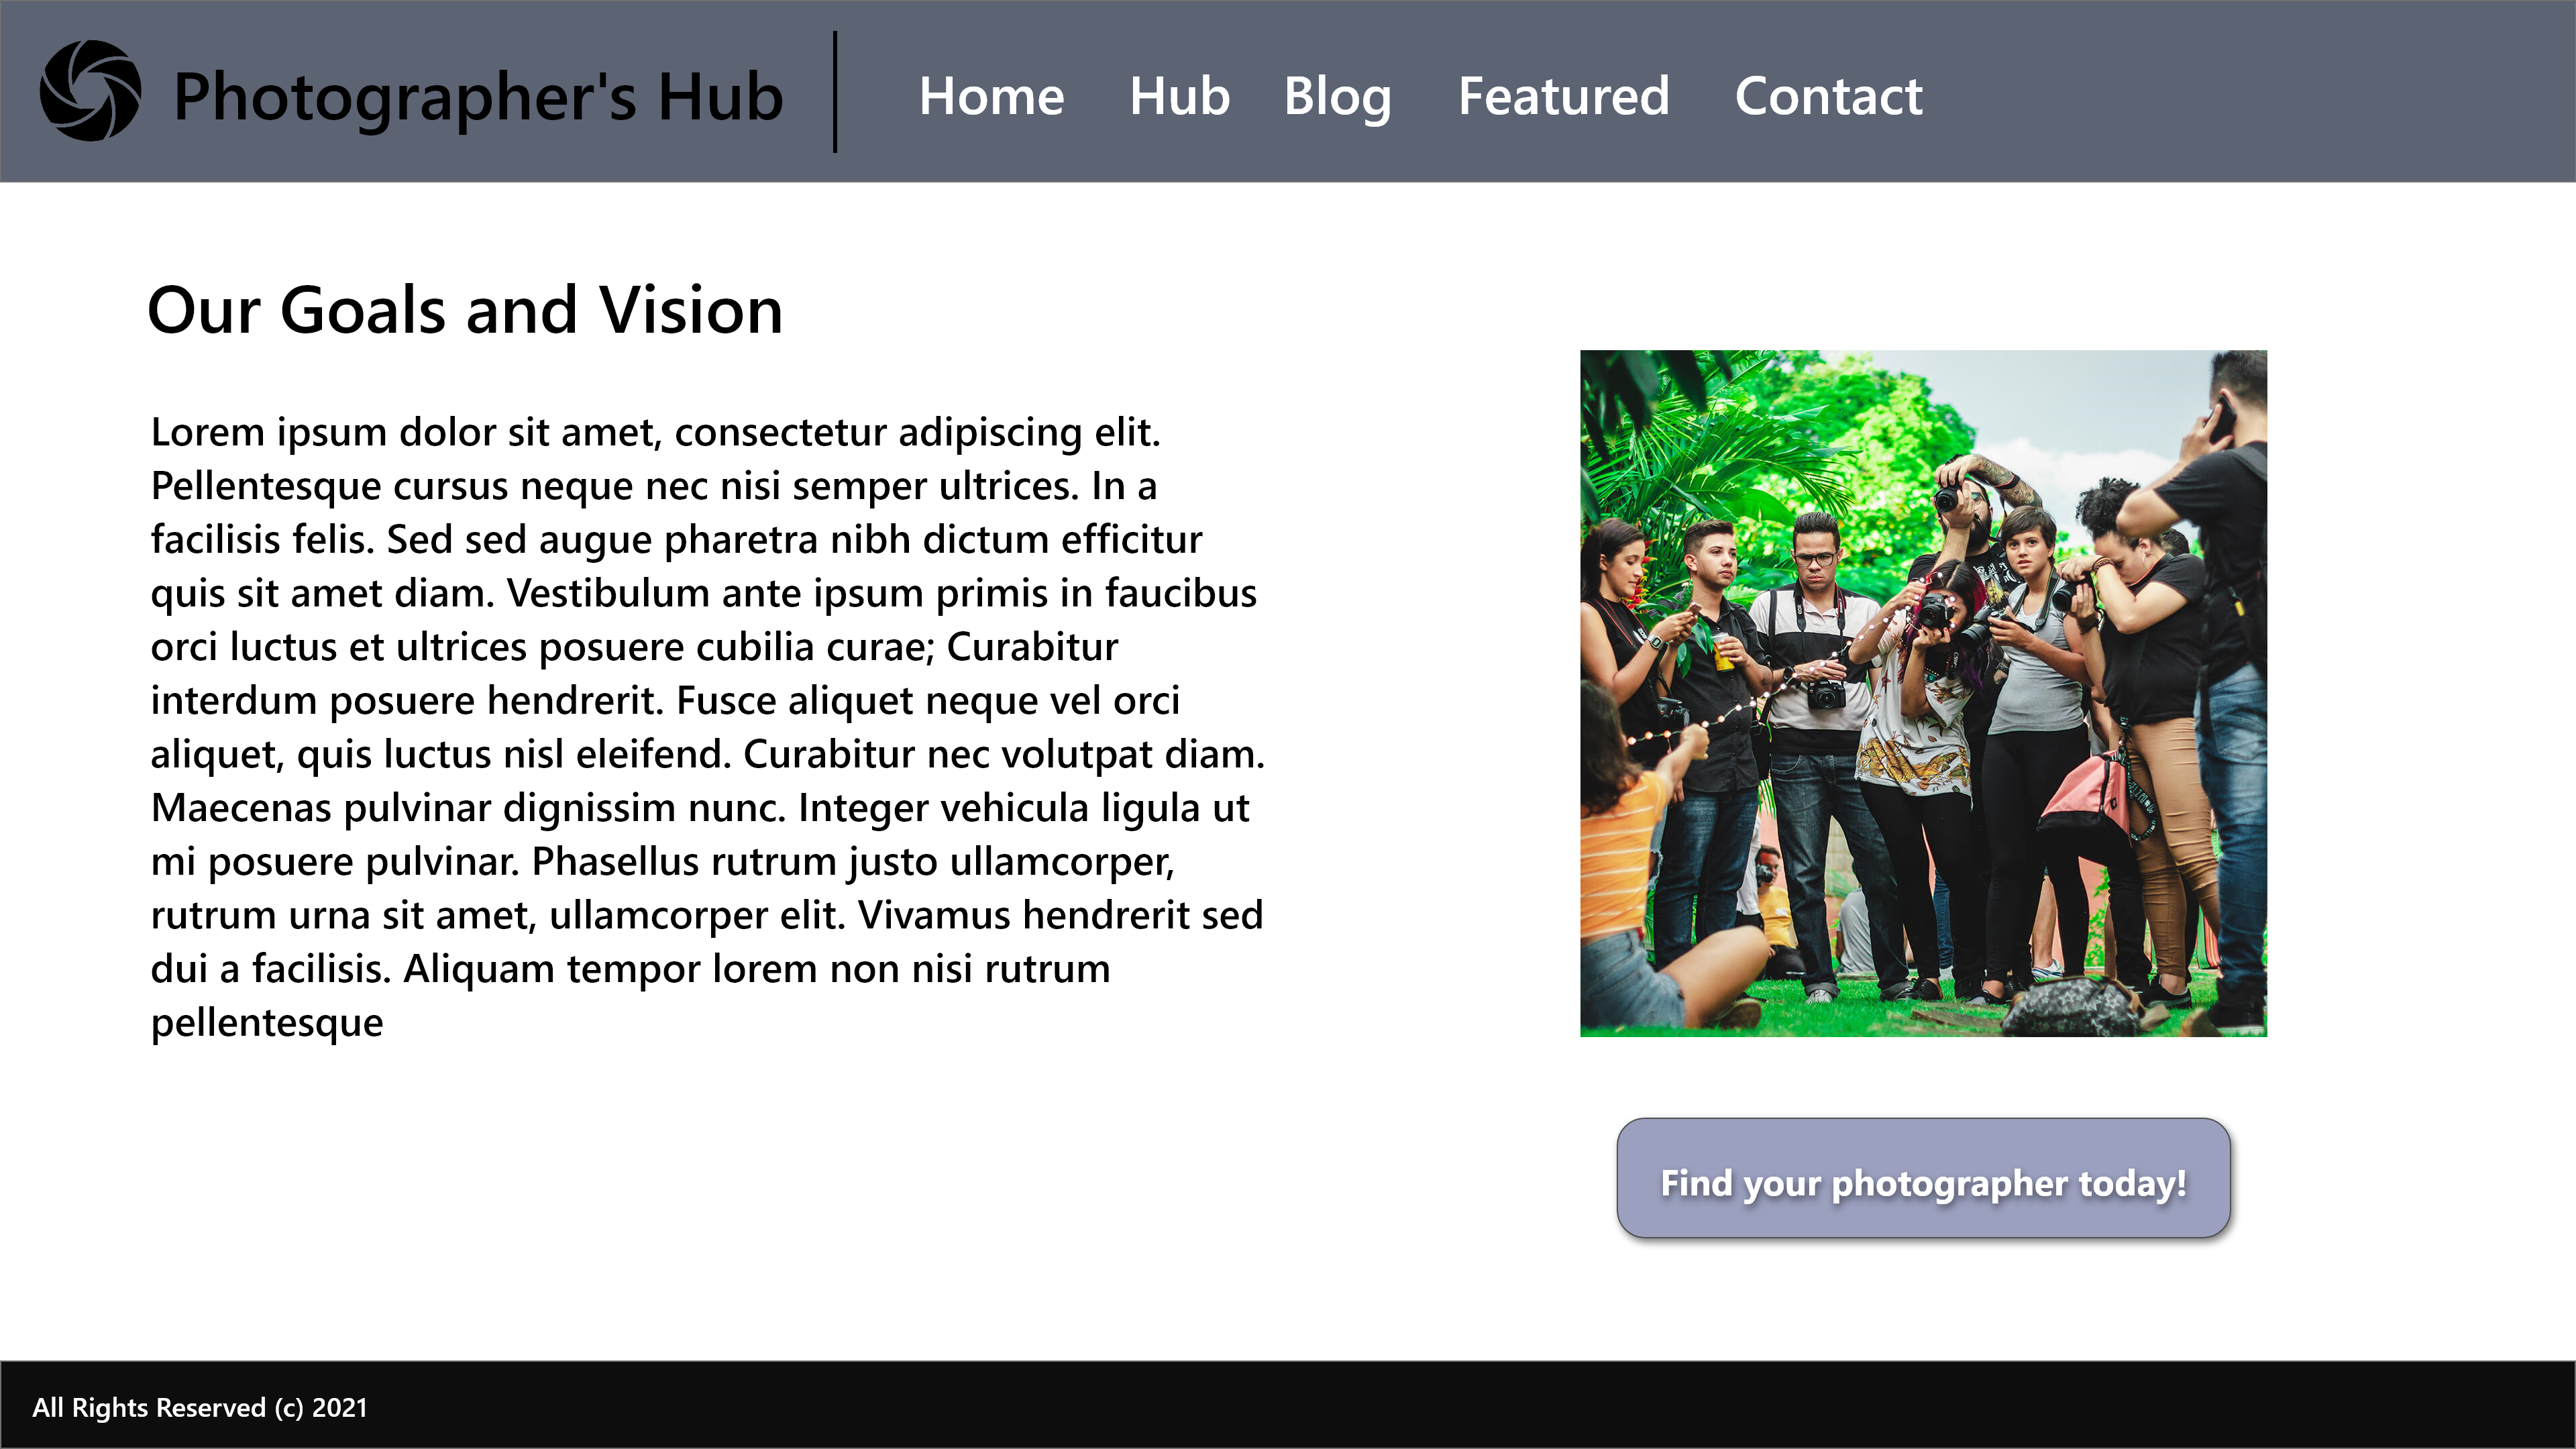 Photographer's Hub
Home Hub Blog Featured Contact
Our Goals and Vision
Lorem ipsum dolor sit amet, consectetur adipiscing elit.
Pellentesque cursus neque nec nisi semper ultrices. In a
facilisis felis. Sed sed augue pharetra nibh dictum efficitur
quis sit amet diam. Vestibulum ante ipsum primis in faucibus
orci luctus et ultrices posuere cubilia curae; Curabitur
interdum posuere hendrerit. Fusce aliquet neque vel orci
aliquet, quis luctus nisl eleifend. Curabitur nec volutpat diam.
Maecenas pulvinar dignissim nunc. Integer vehicula ligula ut
mi posuere pulvinar. Phasellus rutrum justo ullamcorper,
rutrum urna sit amet, ullamcorper elit. Vivamus hendrerit sed
dui a facilisis. Aliquam tempor lorem non nisi rutrum
pellentesque
Find your photographer today!
All Rights Reserved (c) 2021